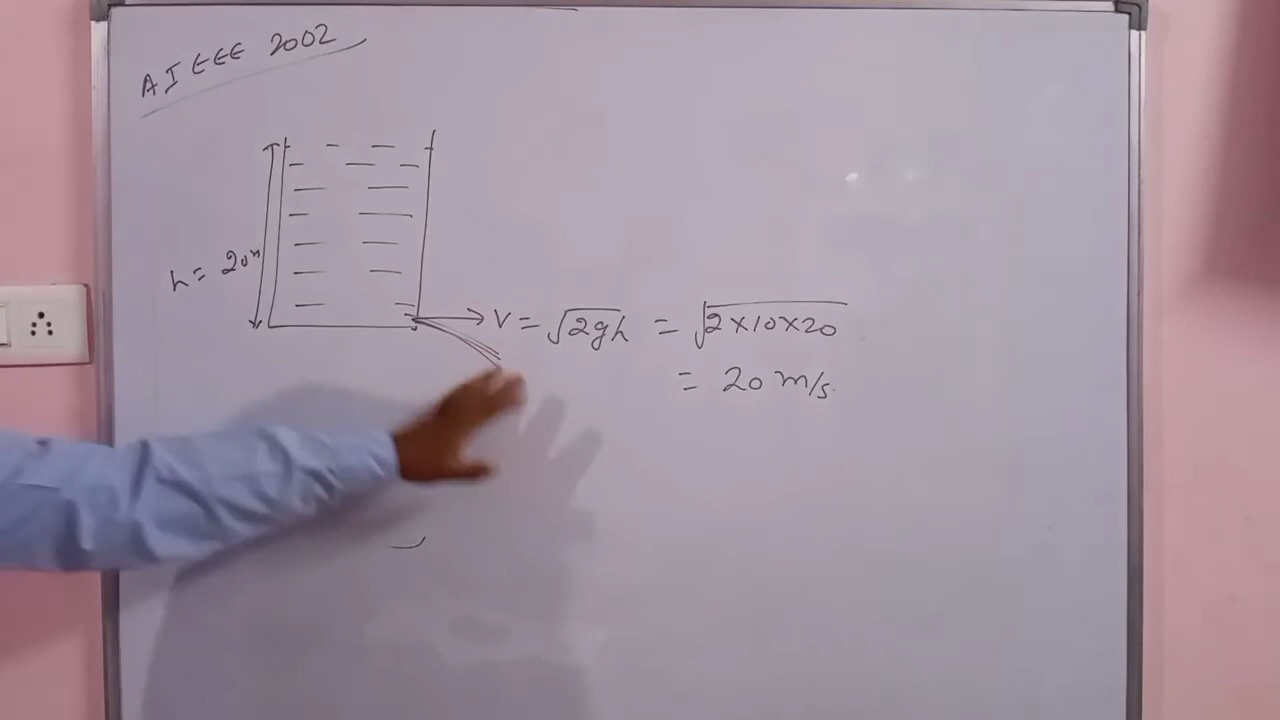 AIEEE 2002
h = 20m
V = √2gh = √2×10×20
= 20 m/s.